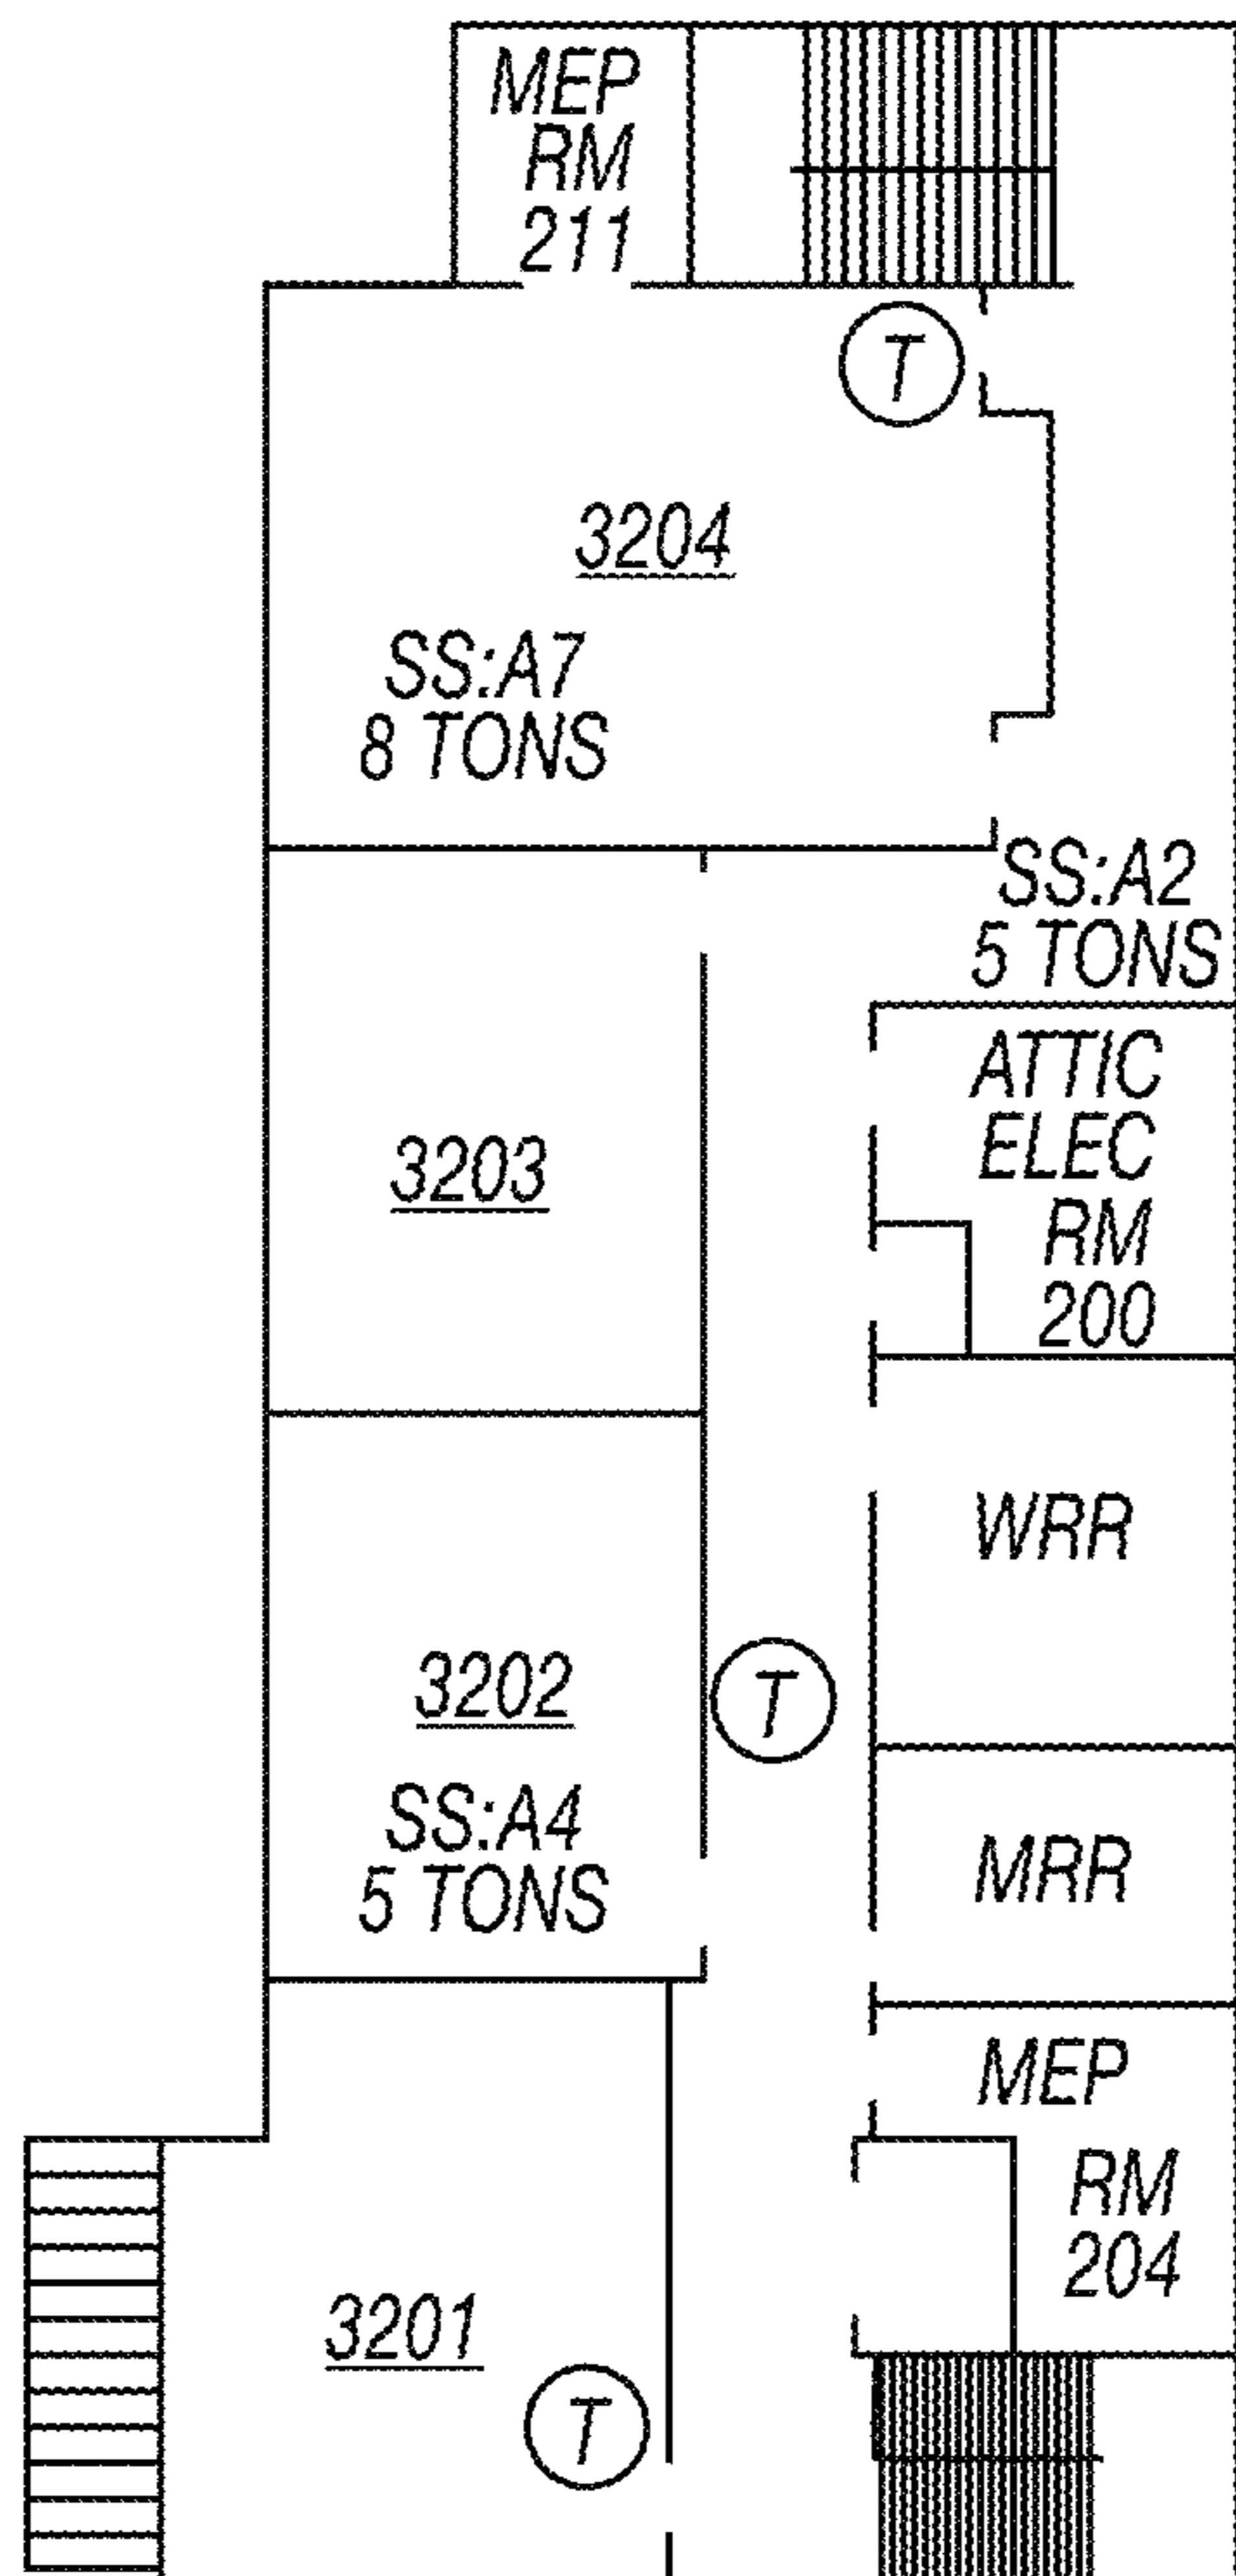 MEP
RM
211
T
3204
SS:A7
8 TONS
SS:A2
5 TONS
ATTIC
ELEC
RM
200
3203
WRR
3202
T
SS:A4
5 TONS
MRR
MEP
RM
204
3201
T